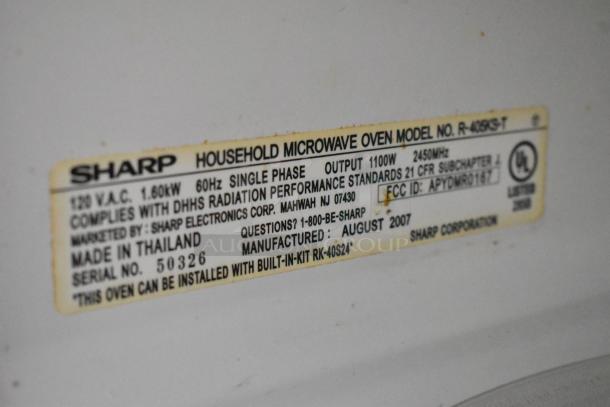 SHARP HOUSEHOLD MICROWAVE OVEN MODEL NO. R-405KS-T
120 V.A.C. 1.60kW 60Hz SINGLE PHASE OUTPUT 1100W 2450MHz
COMPLIES WITH DHHS RADIATION PERFORMANCE STANDARDS 21 CFR SUBCHAPTER J.
MARKETED BY : SHARP ELECTRONICS CORP. MAHWAH NJ 07430
FCC ID: APYDMR0167
QUESTIONS? 1-800-BE-SHARP
MADE IN THAILAND
MANUFACTURED : AUGUST 2007
SERIAL NO. 50326
SHARP CORPORATION
"THIS OVEN CAN BE INSTALLED WITH BUILT-IN-KIT RK-40S24"
UL
LISTED